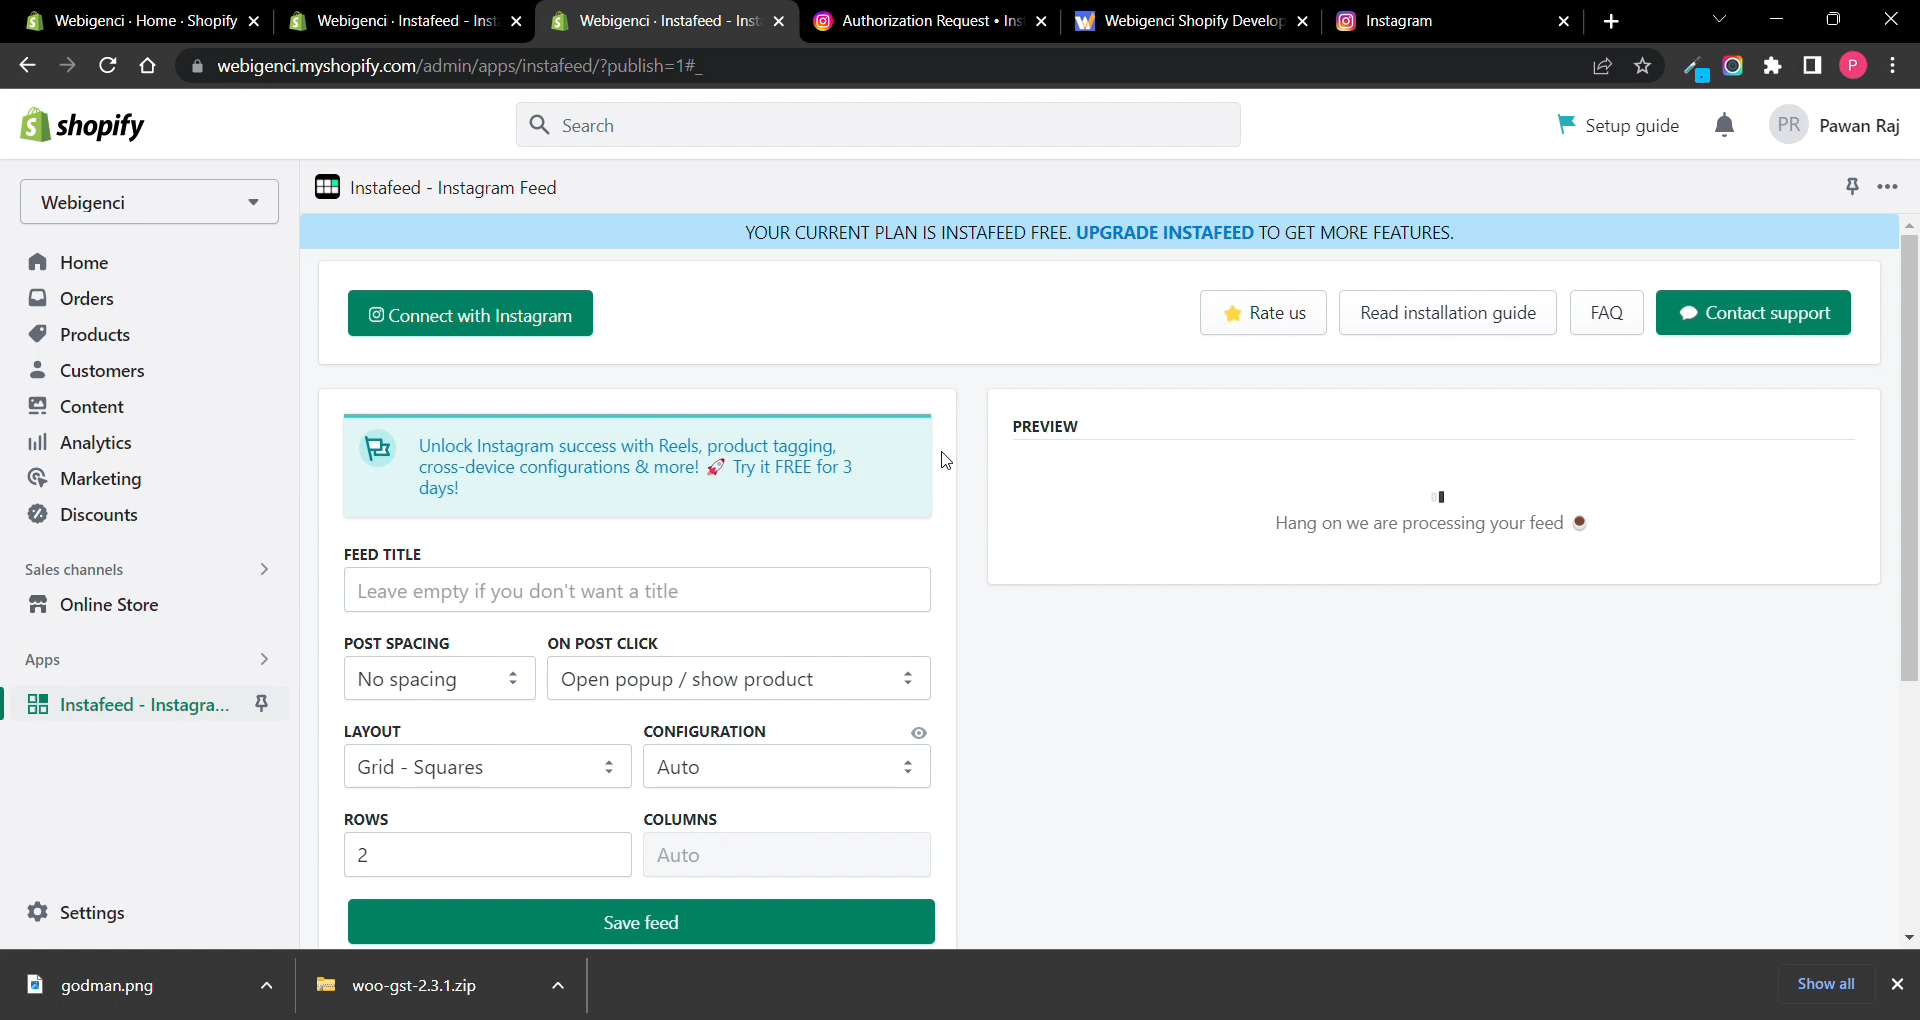 Webigenci · Home · Shopify
Webigenci · Instafeed - Inst
Webigenci · Instafeed - Inst
Authorization Request • Ins
Webigenci Shopify Develop
Instagram
webigenci.myshopify.com/admin/apps/instafeed/?publish=1#_
P
shopify
Search
Setup guide
PR
Pawan Raj
Webigenci
Home
Orders
Products
Customers
Content
Analytics
Marketing
Discounts
Sales channels
Online Store
Apps
Instafeed - Instagra...
Settings
Instafeed - Instagram Feed
YOUR CURRENT PLAN IS INSTAFEED FREE. UPGRADE INSTAFEED TO GET MORE FEATURES.
Connect with Instagram
Rate us
Read installation guide
FAQ
Contact support
Unlock Instagram success with Reels, product tagging,
cross-device configurations & more! 🚀 Try it FREE for 3
days!
FEED TITLE
Leave empty if you don't want a title
POST SPACING
ON POST CLICK
No spacing
Open popup / show product
LAYOUT
CONFIGURATION
Grid - Squares
Auto
ROWS
COLUMNS
2
Auto
Save feed
PREVIEW
Hang on we are processing your feed
godman.png
woo-gst-2.3.1.zip
Show all